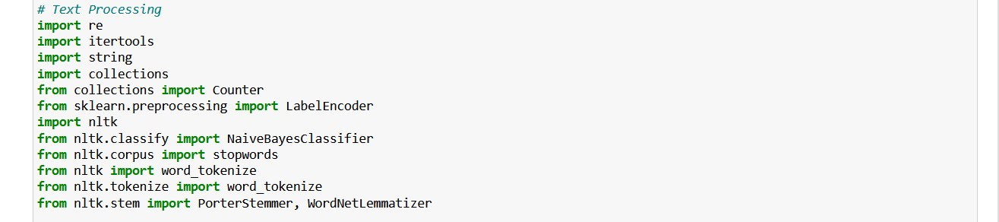 # Text Processing
import re
import itertools
import string
import collections
from collections import Counter
from sklearn.preprocessing import LabelEncoder
import nltk
from nltk.classify import NaiveBayesClassifier
from nltk.corpus import stopwords
from nltk import word_tokenize
from nltk.tokenize import word_tokenize
from nltk.stem import PorterStemmer, WordNetLemmatizer